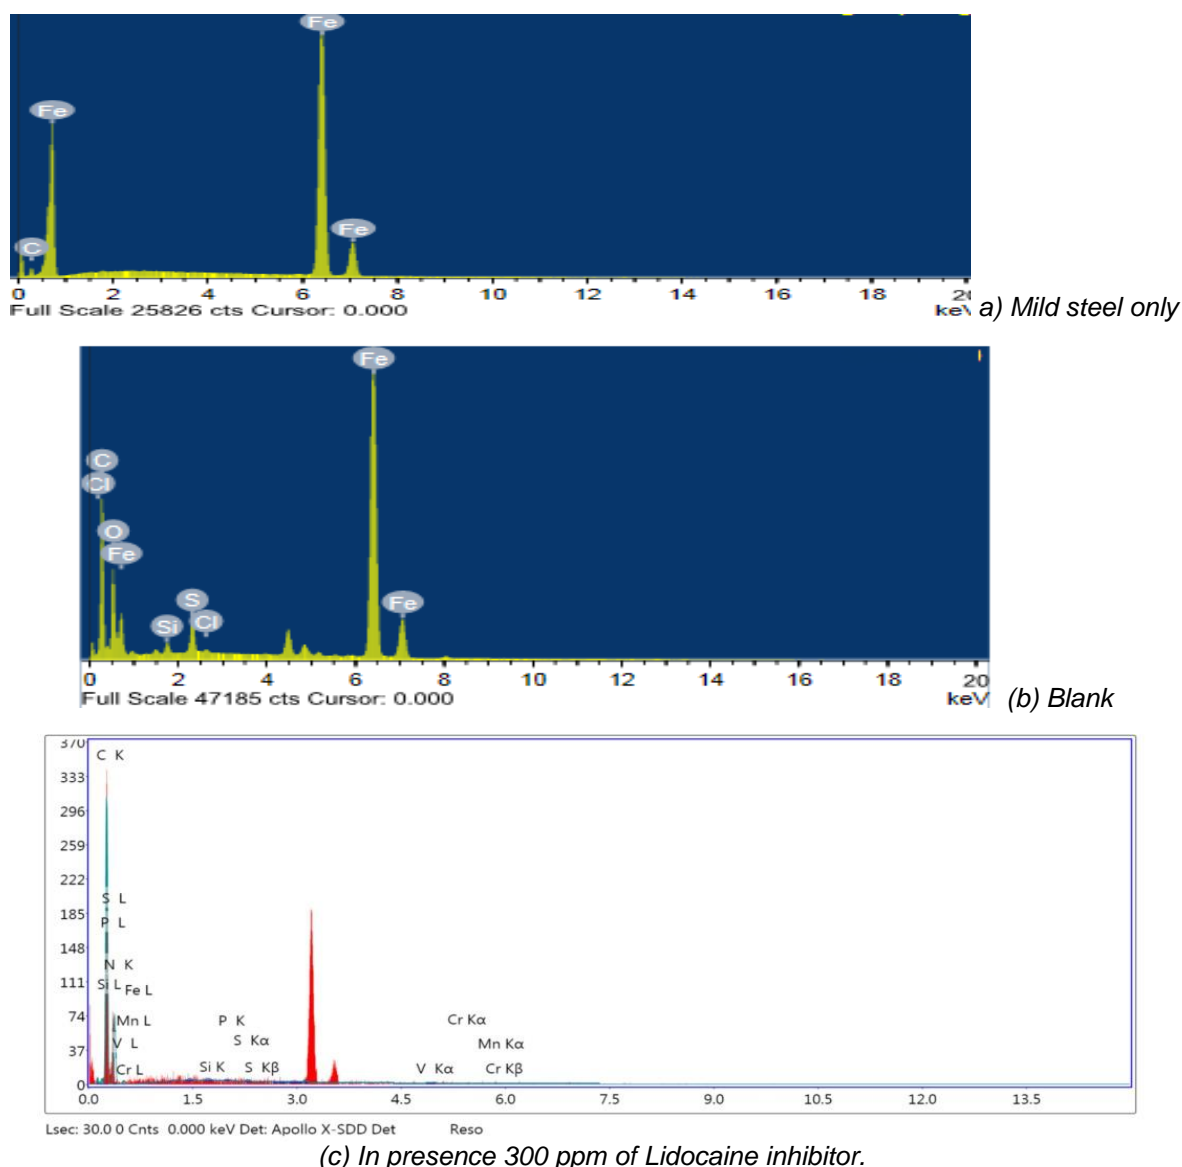 Fe
Fe
Fe
C
0 2 4 6 8 10 12 14 16 18 20
Full Scale 25826 cts Cursor: 0.000 keV
a) Mild steel only
Fe
C
Cl
O
Fe
S
Cl
Si
Fe
0 2 4 6 8 10 12 14 16 18 20
Full Scale 47185 cts Cursor: 0.000 keV
(b) Blank
370
C K
333
296
259
222
S L
185
P L
148
N K
111
Si L Fe L
74
Mn L P K Cr Kα
V L S Kα Mn Kα
37
Cr L Si K S Kβ V Kα Cr Kβ
0
0.0 1.5 3.0 4.5 6.0 7.5 9.0 10.5 12.0 13.5
Lsec: 30.0 0 Cnts 0.000 keV Det: Apollo X-SDD Det Reso
(c) In presence 300 ppm of Lidocaine inhibitor.